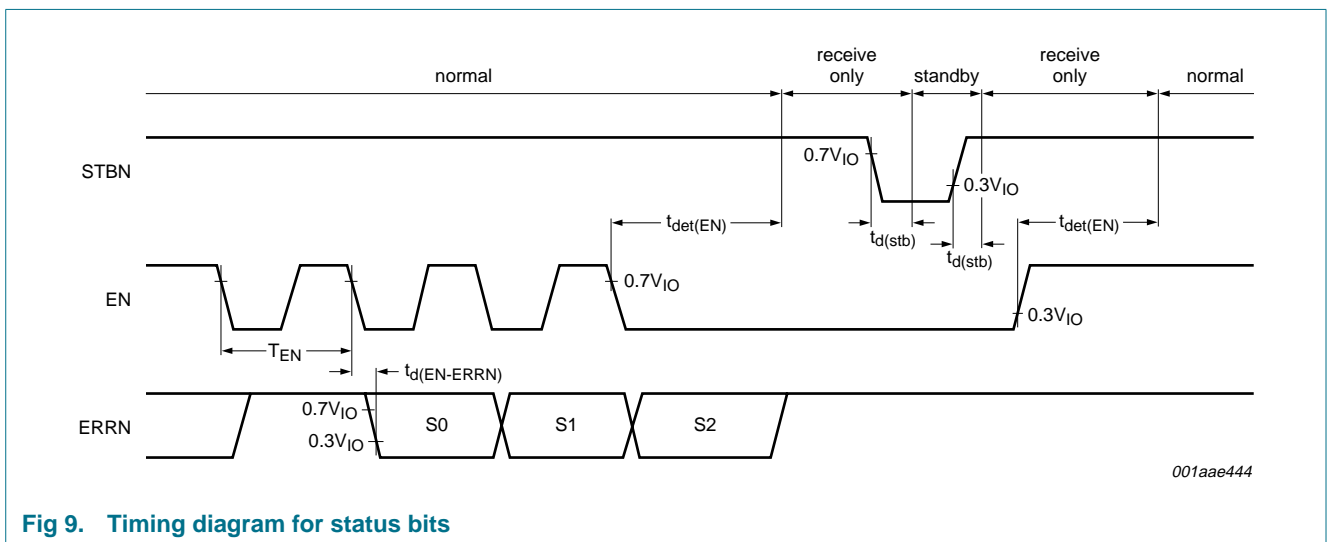 normal
receive
only
standby
receive
only
normal
STBN
0.7VIO
0.3VIO
tdet(EN)
td(stb)
td(stb)
tdet(EN)
EN
0.7VIO
0.3VIO
TEN
td(EN-ERRN)
ERRN
0.7VIO
0.3VIO
S0
S1
S2
001aae444
Fig 9. Timing diagram for status bits